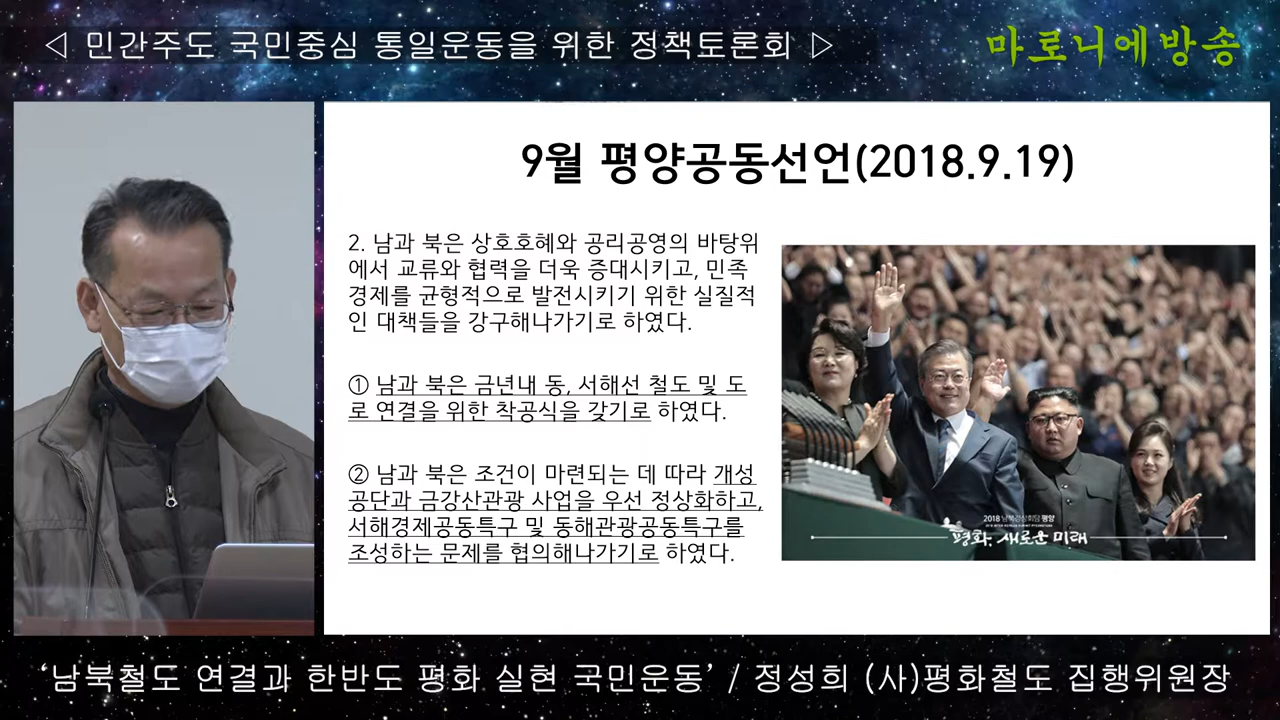 ◁ 민간주도 국민중심 통일운동을 위한 정책토론회 ▷
마로니에방송
9월 평양공동선언(2018.9.19)
2. 남과 북은 상호호혜와 공리공영의 바탕위
에서 교류와 협력을 더욱 증대시키고, 민족
경제를 균형적으로 발전시키기 위한 실질적
인 대책들을 강구해나가기로 하였다.
① 남과 북은 금년내 동, 서해선 철도 및 도
로 연결을 위한 착공식을 갖기로 하였다.
② 남과 북은 조건이 마련되는 데 따라 개성
공단과 금강산관광 사업을 우선 정상화하고,
서해경제공동특구 및 동해관광공동특구를
조성하는 문제를 협의해나가기로 하였다.
2018 남북정상회담 평양
평화, 새로운 미래
‘남북철도 연결과 한반도 평화 실현 국민운동’ / 정성희 (사)평화철도 집행위원장